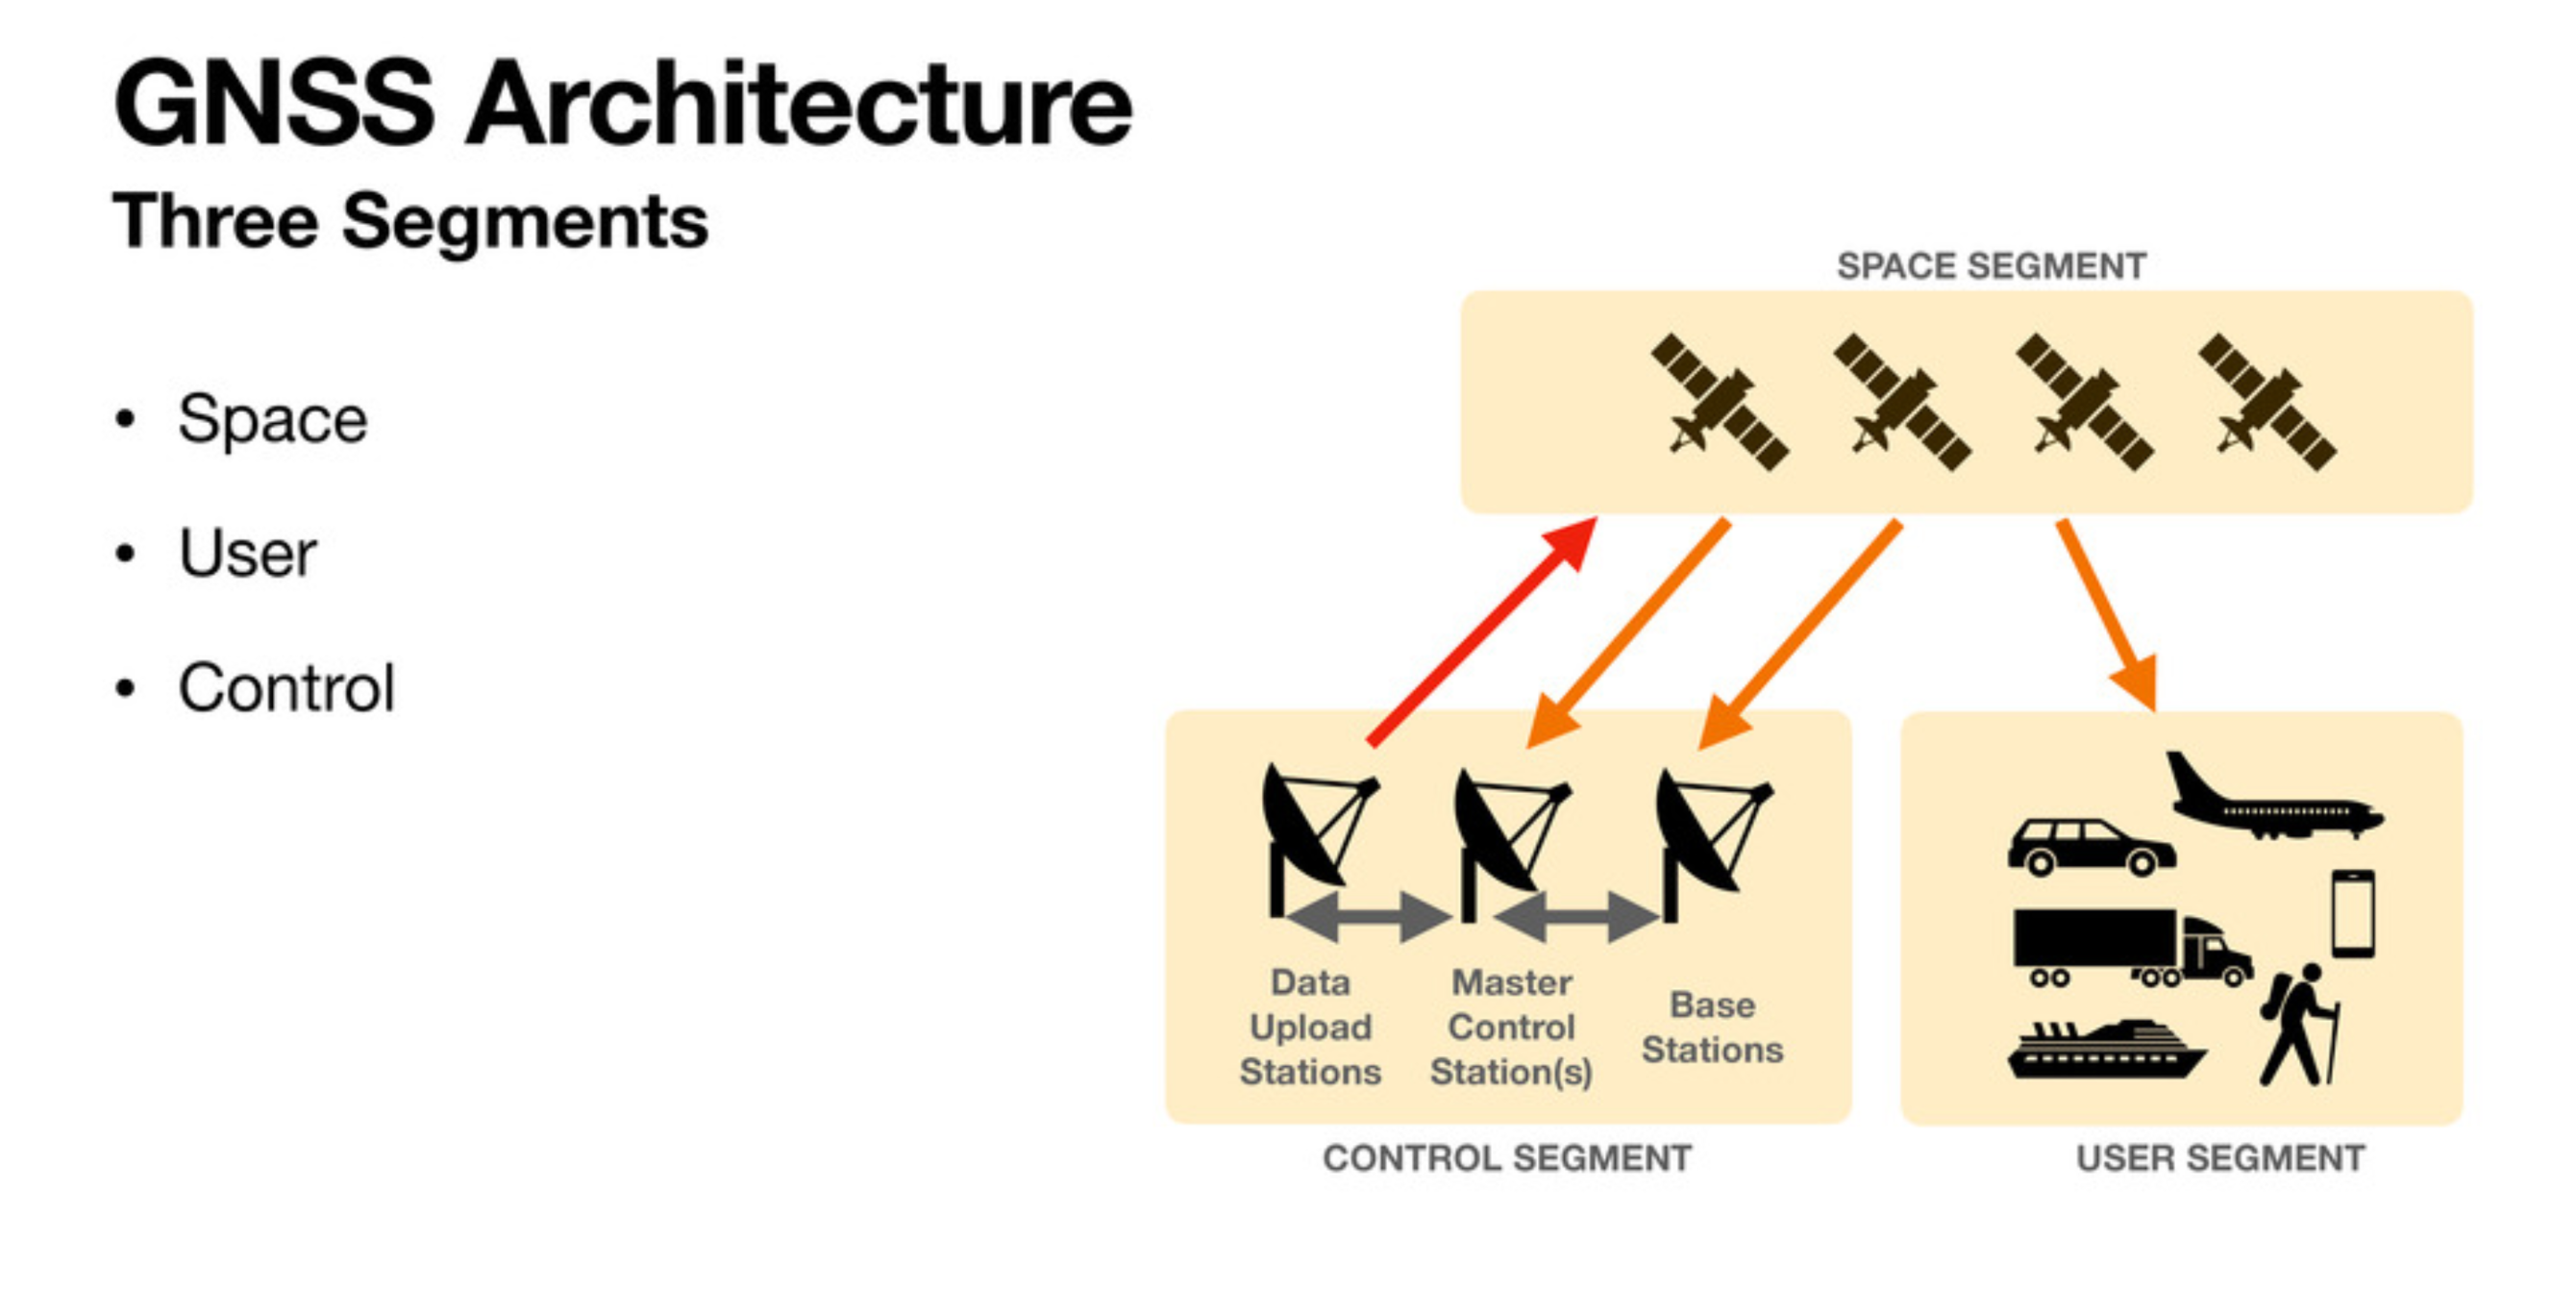 GNSS Architecture
Three Segments
• Space
• User
• Control
SPACE SEGMENT
Data
Upload
Stations
Master
Control
Station(s)
Base
Stations
CONTROL SEGMENT
USER SEGMENT